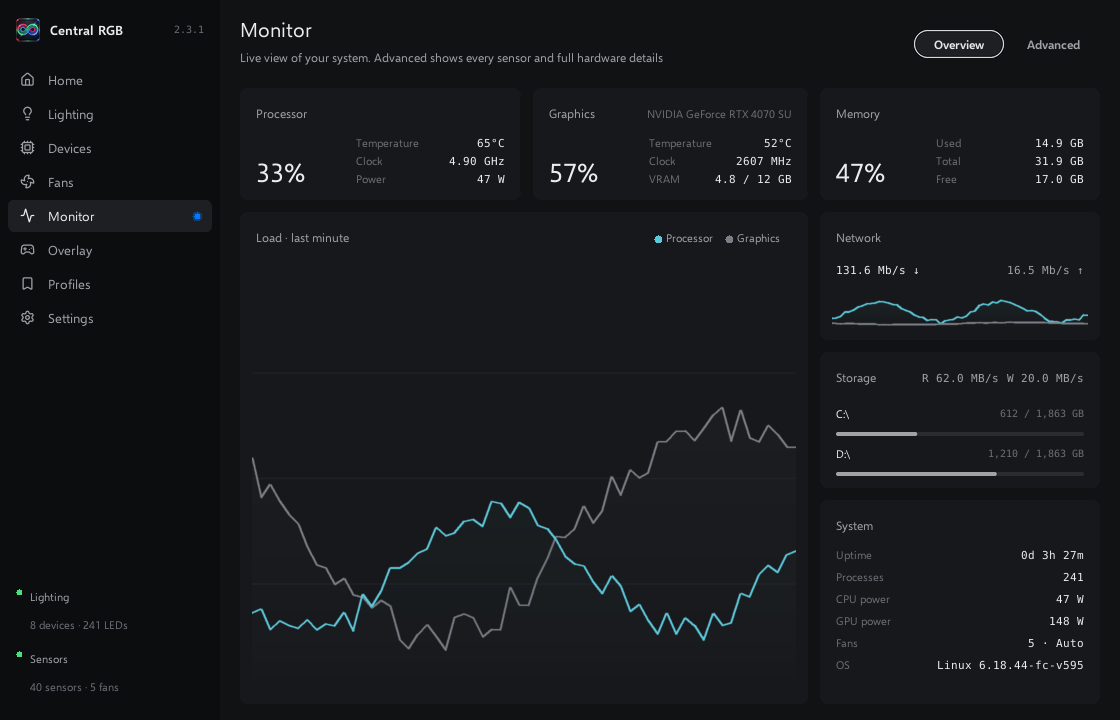 Central RGB 2.3.1
Home
Lighting
Devices
Fans
Monitor
Overlay
Profiles
Settings
Lighting
8 devices · 241 LEDs
Sensors
40 sensors · 5 fans
Monitor
Live view of your system. Advanced shows every sensor and full hardware details
Overview Advanced
Processor
33%
Temperature 65°C
Clock 4.90 GHz
Power 47 W
Graphics NVIDIA GeForce RTX 4070 SU
57%
Temperature 52°C
Clock 2607 MHz
VRAM 4.8 / 12 GB
Memory
47%
Used 14.9 GB
Total 31.9 GB
Free 17.0 GB
Load · last minute Processor Graphics
Network
131.6 Mb/s ↓ 16.5 Mb/s ↑
Storage R 62.0 MB/s W 20.0 MB/s
C:\ 612 / 1,863 GB
D:\ 1,210 / 1,863 GB
System
Uptime 0d 3h 27m
Processes 241
CPU power 47 W
GPU power 148 W
Fans 5 · Auto
OS Linux 6.18.44-fc-v595